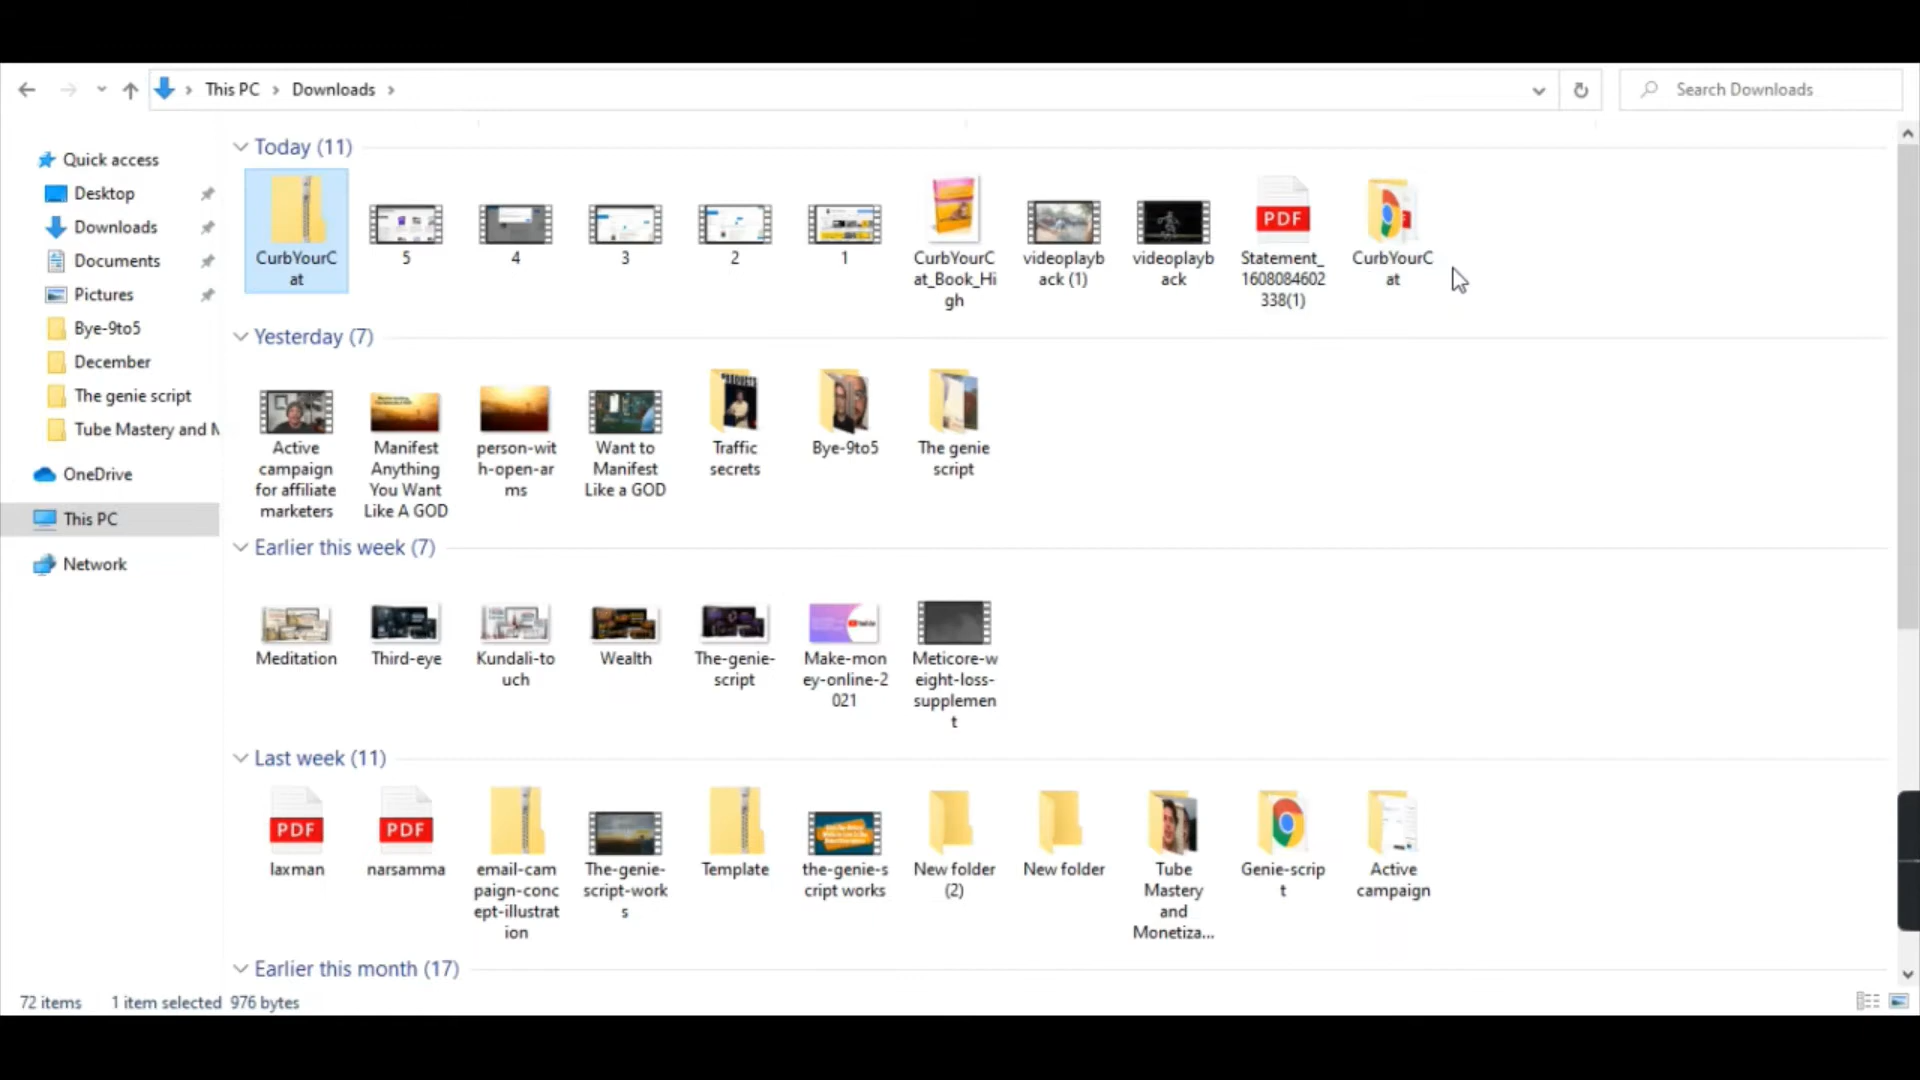 This PC
Downloads
Search Downloads
Quick access
Desktop
Downloads
Documents
Pictures
Bye-9to5
December
The genie script
Tube Mastery and M
OneDrive
This PC
Network
Today (11)
CurbYourC
at
5
4
3
2
1
CurbYourC
at_Book_Hi
gh
videoplayb
ack (1)
videoplayb
ack
PDF
Statement_
1608084602
338(1)
CurbYourC
at
Yesterday (7)
Active
campaign
for affiliate
marketers
Manifest
Anything
You Want
Like A GOD
person-wit
h-open-ar
ms
Want to
Manifest
Like a GOD
Traffic
secrets
Bye-9to5
The genie
script
Earlier this week (7)
Meditation
Third-eye
Kundali-to
uch
Wealth
The-genie-
script
Make-mon
ey-online-2
021
Meticore-w
eight-loss-
supplemen
t
Last week (11)
PDF
laxman
PDF
narsamma
email-cam
paign-conc
ept-illustrat
ion
The-genie-
script-work
s
Template
the-genie-s
cript works
New folder
(2)
New folder
Tube
Mastery
and
Monetiza...
Genie-scrip
t
Active
campaign
Earlier this month (17)
72 items
1 item selected 976 bytes